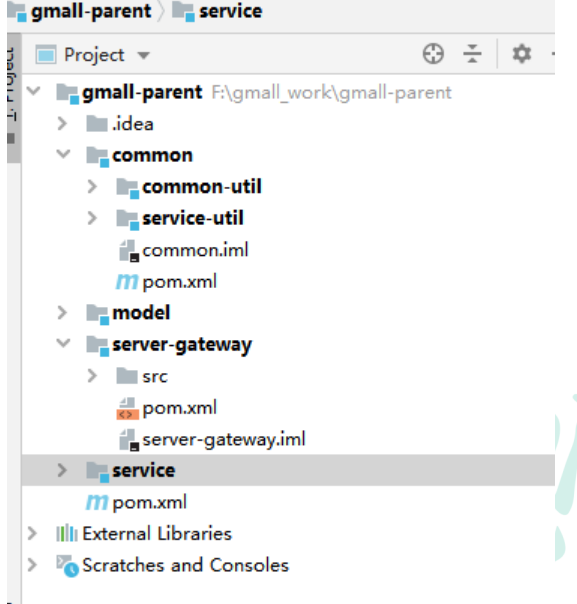 gmall-parent service
Project
1: Project
gmall-parent F:\gmall_work\gmall-parent
.idea
common
common-util
service-util
common.iml
m pom.xml
model
server-gateway
src
pom.xml
server-gateway.iml
service
m pom.xml
External Libraries
Scratches and Consoles